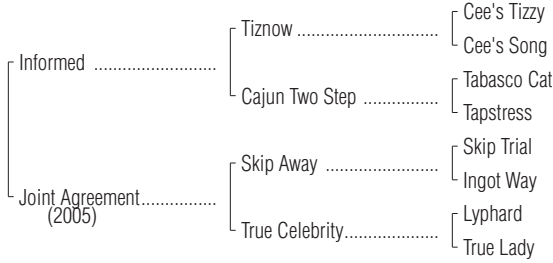 Cee's Tizzy
Tiznow ................................
Cee's Song
Informed ...........................
Tabasco Cat
Cajun Two Step .................
Tapstress
Skip Trial
Skip Away .........................
Ingot Way
Joint Agreement.................
(2005)
Lyphard
True Celebrity.....................
True Lady